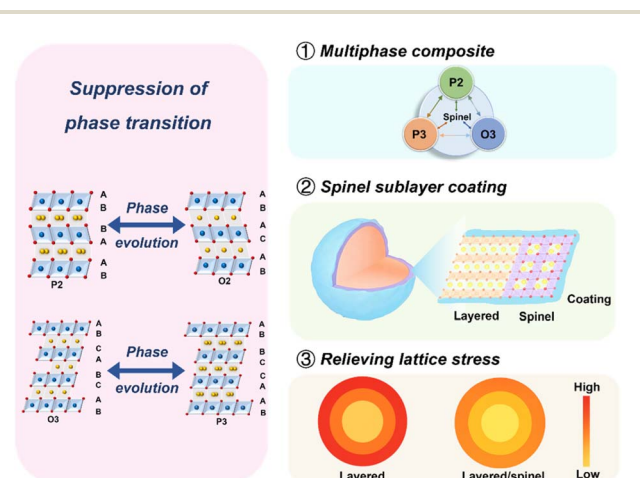 Suppression of
phase transition
A
B
B
A
A
B
P2
Phase
evolution
A
B
A
C
A
B
O2
A
B
C
A
B
C
A
B
O3
Phase
evolution
A
B
B
C
C
A
A
B
P3
① Multiphase composite
P2
Spinel
P3
O3
② Spinel sublayer coating
Layered
Spinel
Coating
③ Relieving lattice stress
High
Low
Layered
Layered/spinel